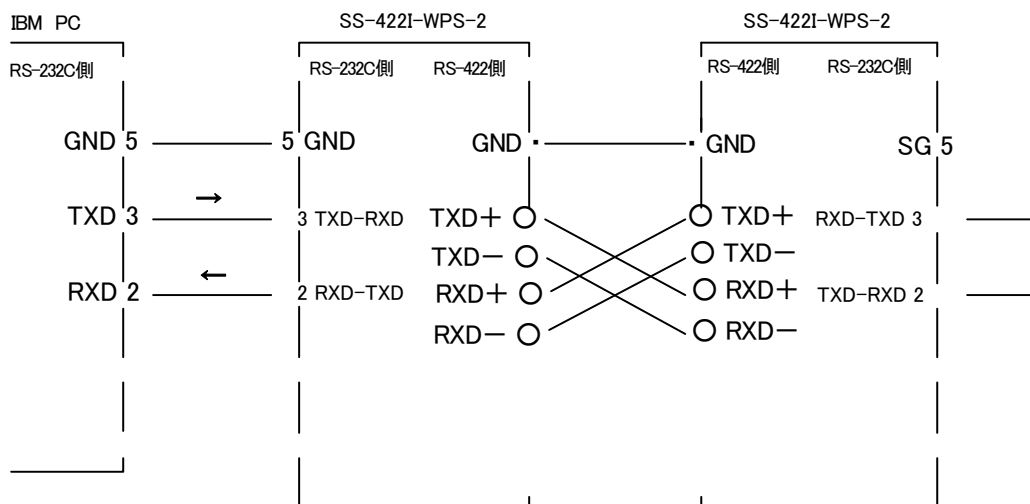 IBM PC SS-422I-WPS-2 SS-422I-WPS-2
RS-232C側 RS-232C側 RS-422側 RS-422側 RS-232C側
GND 5 5 GND GND GND SG 5
→
TXD 3 3 TXD-RXD TXD+ TXD+ RXD-TXD 3
TXD- TXD-
←
RXD 2 2 RXD-TXD RXD+ RXD+ TXD-RXD 2
RXD- RXD-